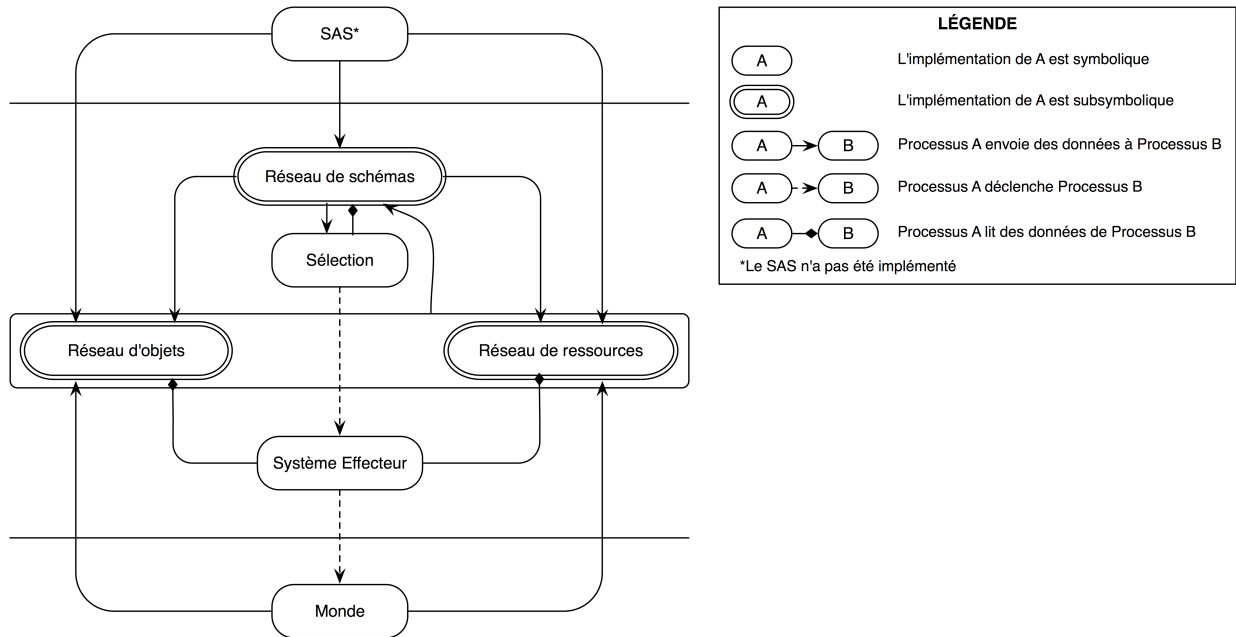 SAS*
Réseau de schémas
Sélection
Réseau d'objets
Réseau de ressources
Système Effecteur
Monde
LÉGENDE
A L'implémentation de A est symbolique
A L'implémentation de A est subsymbolique
A B Processus A envoie des données à Processus B
A B Processus A déclenche Processus B
A B Processus A lit des données de Processus B
*Le SAS n'a pas été implémenté